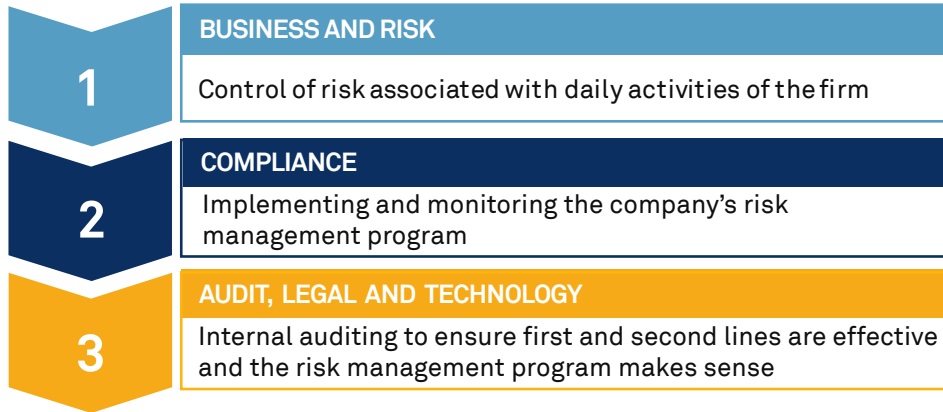 1
BUSINESS AND RISK
Control of risk associated with daily activities of the firm
2
COMPLIANCE
Implementing and monitoring the company’s risk
management program
3
AUDIT, LEGAL AND TECHNOLOGY
Internal auditing to ensure first and second lines are effective
and the risk management program makes sense